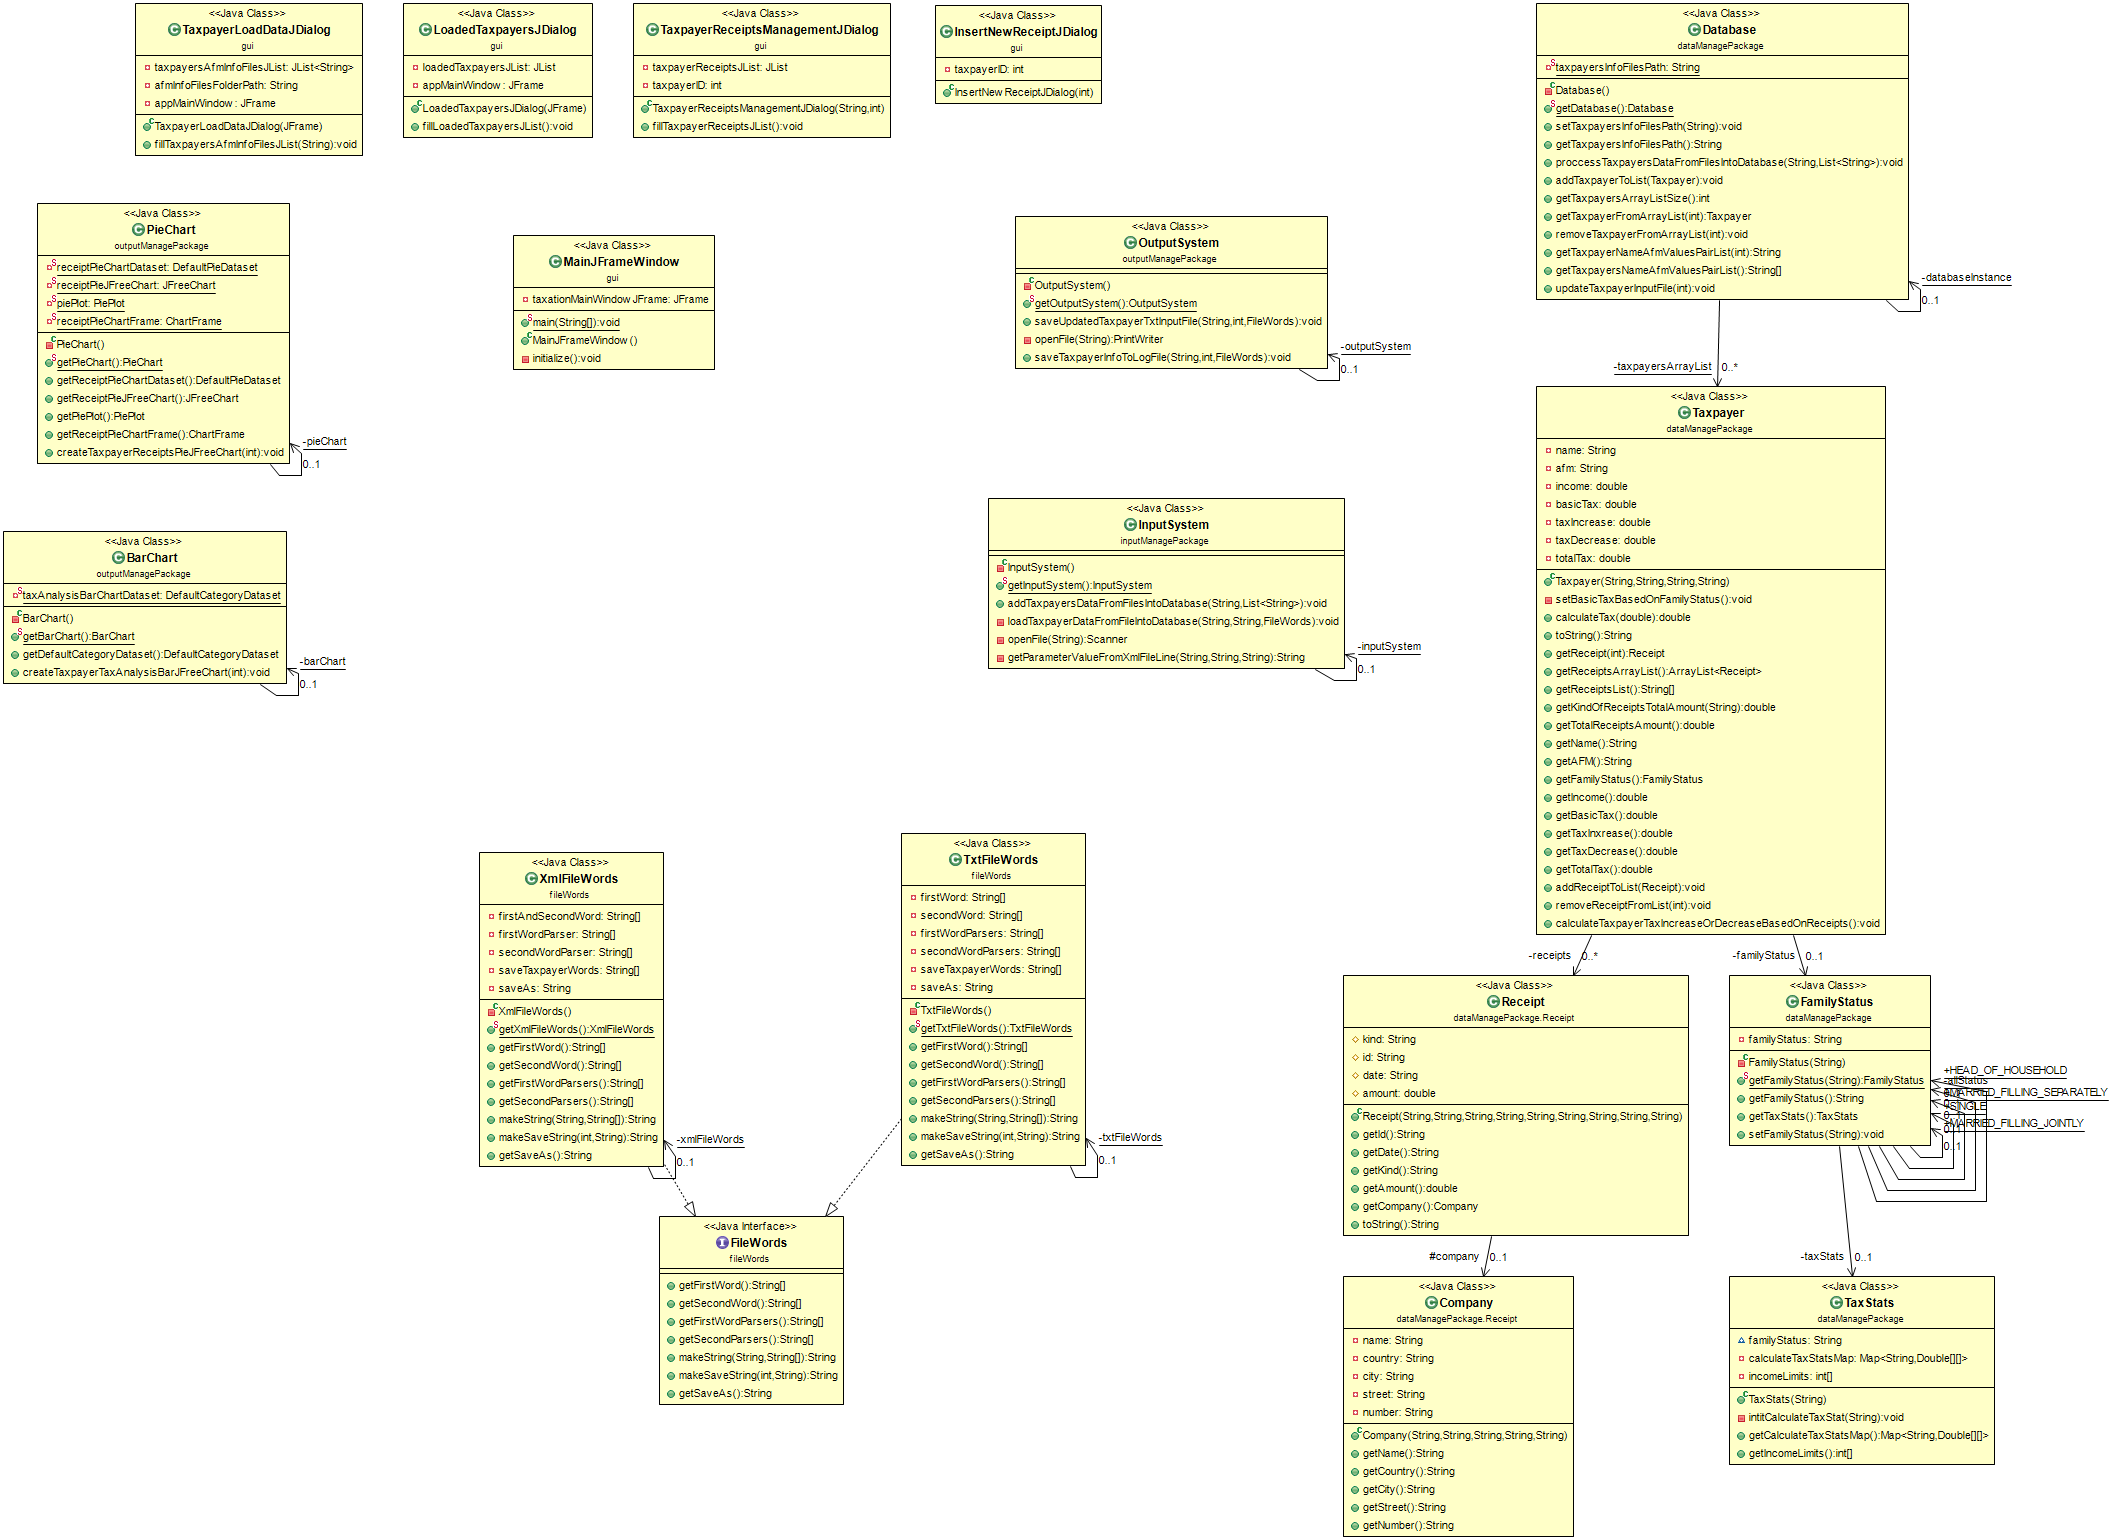 <<Java Class>>
TaxpayerLoadDataJDialog
gui
taxpayersAfmInfoFilesJList: JList<String>
afmInfoFilesFolderPath: String
appMainWindow: JFrame
TaxpayerLoadDataJDialog(JFrame)
fillTaxpayersAfmInfoFilesJList(String):void
<<Java Class>>
LoadedTaxpayersJDialog
gui
loadedTaxpayersJList: JList
appMainWindow: JFrame
LoadedTaxpayersJDialog(JFrame)
fillLoadedTaxpayersJList():void
<<Java Class>>
TaxpayerReceiptsManagementJDialog
gui
taxpayerReceiptsJList: JList
taxpayerID: int
TaxpayerReceiptsManagementJDialog(String,int)
fillTaxpayerReceiptsJList():void
<<Java Class>>
InsertNewReceiptJDialog
gui
taxpayerID: int
InsertNewReceiptJDialog(int)
<<Java Class>>
Database
dataManagePackage
taxpayersInfoFilesPath: String
Database()
getDatabase():Database
setTaxpayersInfoFilesPath(String):void
getTaxpayersInfoFilesPath():String
proccessTaxpayersDataFromFilesIntoDatabase(String,List<String>):void
addTaxpayerToList(Taxpayer):void
getTaxpayersArrayListSize():int
getTaxpayerFromArrayList(int):Taxpayer
removeTaxpayerFromArrayList(int):void
getTaxpayerNameAfmValuesPairList(int):String
getTaxpayersNameAfmValuesPairList():String[]
updateTaxpayerInputFile(int):void
-databaseInstance
0..1
-taxpayersArrayList
0..*
<<Java Class>>
PieChart
outputManagePackage
receiptPieChartDataset: DefaultPieDataset
receiptPieJFreeChart: JFreeChart
piePlot: PiePlot
receiptPieChartFrame: ChartFrame
PieChart()
getPieChart():PieChart
getReceiptPieChartDataset():DefaultPieDataset
getReceiptPieJFreeChart():JFreeChart
getPiePlot():PiePlot
getReceiptPieChartFrame():ChartFrame
createTaxpayerReceiptsPieJFreeChart(int):void
-pieChart
0..1
<<Java Class>>
MainJFrameWindow
gui
taxationMainWindowJFrame: JFrame
main(String[]):void
MainJFrameWindow()
initialize():void
<<Java Class>>
OutputSystem
outputManagePackage
OutputSystem()
getOutputSystem():OutputSystem
saveUpdatedTaxpayerTxtInputFile(String,int,FileWords):void
openFile(String):PrintWriter
saveTaxpayerInfoToLogFile(String,int,FileWords):void
-outputSystem
0..1
<<Java Class>>
Taxpayer
dataManagePackage
name: String
afm: String
income: double
basicTax: double
taxIncrease: double
taxDecrease: double
totalTax: double
Taxpayer(String,String,String,String)
setBasicTaxBasedOnFamilyStatus():void
calculateTax(double):double
toString():String
getReceipt(int):Receipt
getReceiptsArrayList():ArrayList<Receipt>
getReceiptsList():String[]
getKindOfReceiptsTotalAmount(String):double
getTotalReceiptsAmount():double
getName():String
getAFM():String
getFamilyStatus():FamilyStatus
getIncome():double
getBasicTax():double
getTaxInxrease():double
getTaxDecrease():double
getTotalTax():double
addReceiptToList(Receipt):void
removeReceiptFromList(int):void
calculateTaxpayerTaxIncreaseOrDecreaseBasedOnReceipts():void
-receipts
0..*
-familyStatus
0..1
<<Java Class>>
BarChart
outputManagePackage
taxAnalysisBarChartDataset: DefaultCategoryDataset
BarChart()
getBarChart():BarChart
getDefaultCategoryDataset():DefaultCategoryDataset
createTaxpayerTaxAnalysisBarJFreeChart(int):void
-barChart
0..1
<<Java Class>>
InputSystem
inputManagePackage
InputSystem()
getInputSystem():InputSystem
addTaxpayersDataFromFilesIntoDatabase(String,List<String>):void
loadTaxpayerDataFromFileIntoDatabase(String,String,FileWords):void
openFile(String):Scanner
getParameterValueFromXmlFileLine(String,String,String):String
-inputSystem
0..1
<<Java Class>>
XmlFileWords
fileWords
firstAndSecondWord: String[]
firstWordParser: String[]
secondWordParser: String[]
saveTaxpayerWords: String[]
saveAs: String
XmlFileWords()
getXmlFileWords():XmlFileWords
getFirstWord():String[]
getSecondWord():String[]
getFirstWordParsers():String[]
getSecondParsers():String[]
makeString(String,String[]):String
makeSaveString(int,String):String
getSaveAs():String
-xmlFileWords
0..1
<<Java Class>>
TxtFileWords
fileWords
firstWord: String[]
secondWord: String[]
firstWordParsers: String[]
secondWordParsers: String[]
saveTaxpayerWords: String[]
saveAs: String
TxtFileWords()
getTxtFileWords():TxtFileWords
getFirstWord():String[]
getSecondWord():String[]
getFirstWordParsers():String[]
getSecondParsers():String[]
makeString(String,String[]):String
makeSaveString(int,String):String
getSaveAs():String
-txtFileWords
0..1
<<Java Interface>>
FileWords
fileWords
getFirstWord():String[]
getSecondWord():String[]
getFirstWordParsers():String[]
getSecondParsers():String[]
makeString(String,String[]):String
makeSaveString(int,String):String
getSaveAs():String
<<Java Class>>
Receipt
dataManagePackage.Receipt
kind: String
id: String
date: String
amount: double
Receipt(String,String,String,String,String,String,String,String,String)
getId():String
getDate():String
getKind():String
getAmount():double
getCompany():Company
toString():String
#company
0..1
<<Java Class>>
FamilyStatus
dataManagePackage
familyStatus: String
FamilyStatus(String)
getFamilyStatus(String):FamilyStatus
getFamilyStatus():String
getTaxStats():TaxStats
setFamilyStatus(String):void
+HEAD_OF_HOUSEHOLD
-allStatus
+MARRIED_FILLING_SEPARATELY
+SINGLE
+MARRIED_FILLING_JOINTLY
0..1
-taxStats
0..1
<<Java Class>>
Company
dataManagePackage.Receipt
name: String
country: String
city: String
street: String
number: String
Company(String,String,String,String,String)
getName():String
getCountry():String
getCity():String
getStreet():String
getNumber():String
<<Java Class>>
TaxStats
dataManagePackage
familyStatus: String
calculateTaxStatsMap: Map<String,Double[][]>
incomeLimits: int[]
TaxStats(String)
intitCalculateTaxStat(String):void
getCalculateTaxStatsMap():Map<String,Double[][]>
getIncomeLimits():int[]